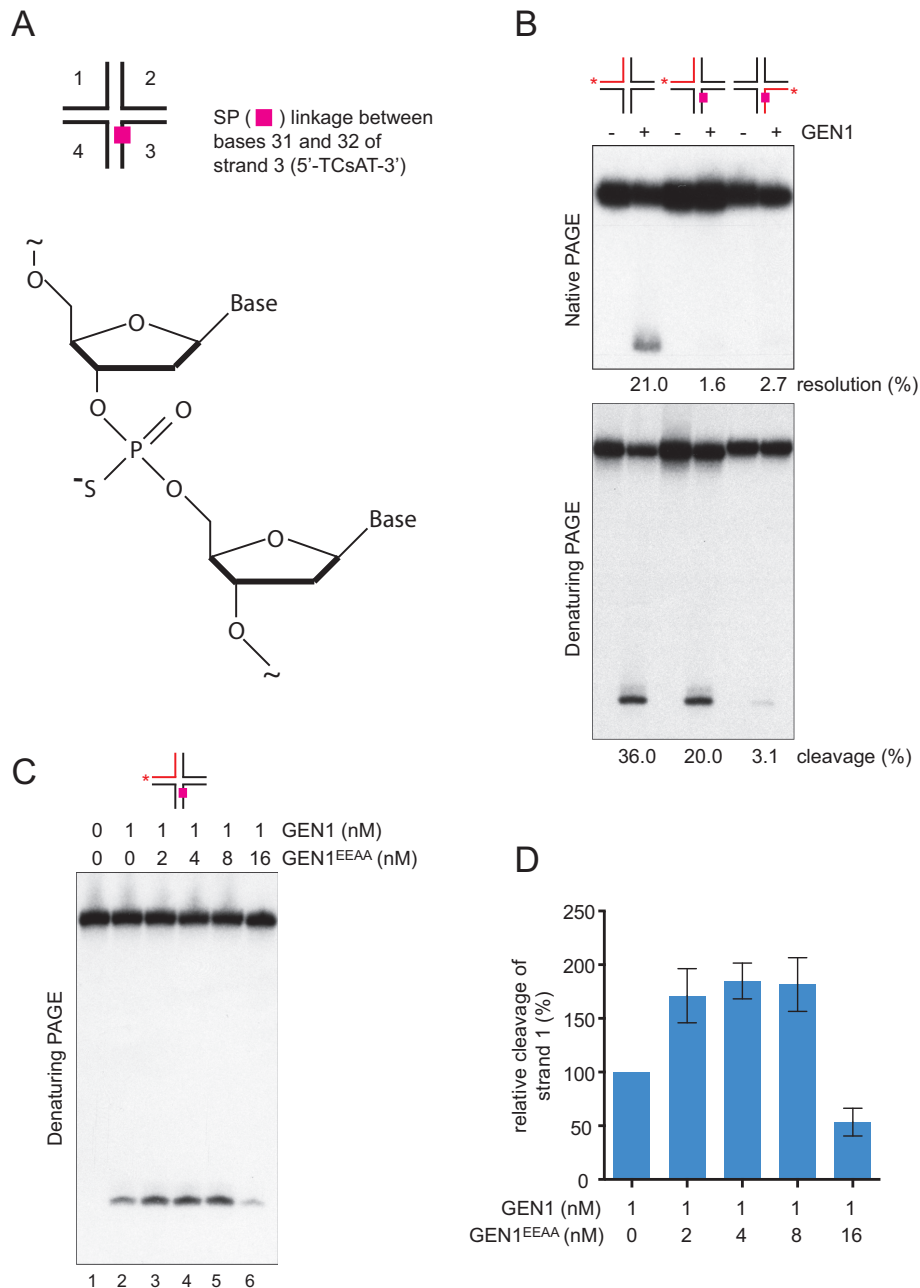 A
1 2
4 3
SP ( ) linkage between
bases 31 and 32 of
strand 3 (5'-TCsAT-3')
~
O
O
Base
O
O
P
-S
O
O
Base
O
~
B
* * *
- + - + - + GEN1
Native PAGE
21.0 1.6 2.7 resolution (%)
Denaturing PAGE
36.0 20.0 3.1 cleavage (%)
C
*
0 1 1 1 1 1 GEN1 (nM)
0 0 2 4 8 16 GEN1EEAA (nM)
Denaturing PAGE
1 2 3 4 5 6
D
relative cleavage of
strand 1 (%)
250
200
150
100
50
0
GEN1 (nM) 1 1 1 1 1
GEN1EEAA (nM) 0 2 4 8 16